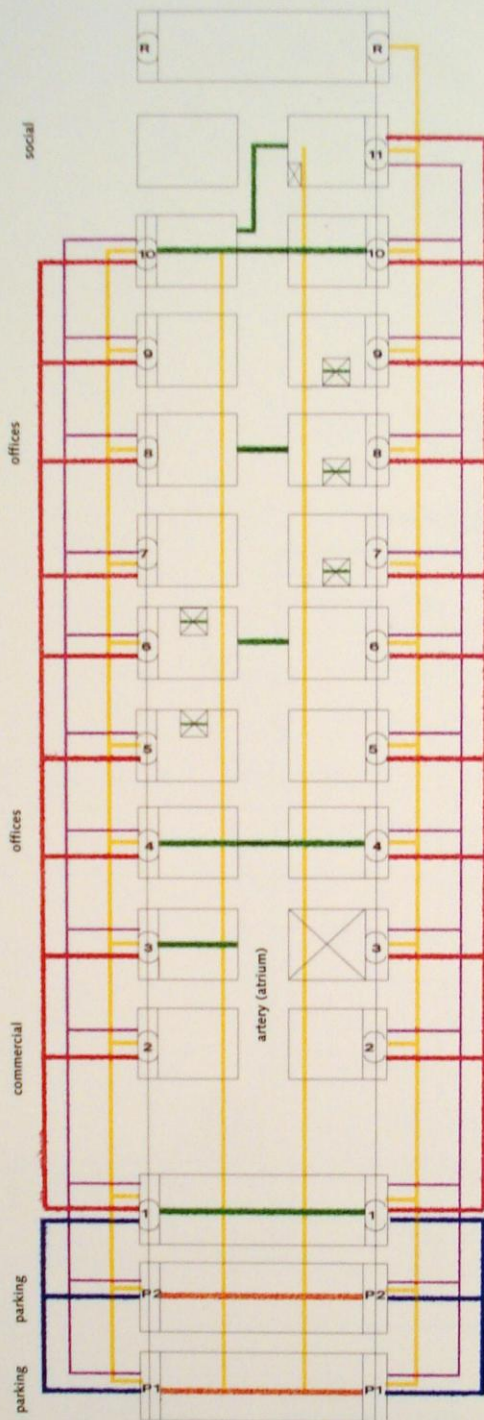 R R
social
11
10 10
9 9
offices
8 8
7 7
6 6
5 5
offices
4 4
3 3
artery (atrium)
commercial
2 2
1 1
parking
P2 P2
parking
P1 P1